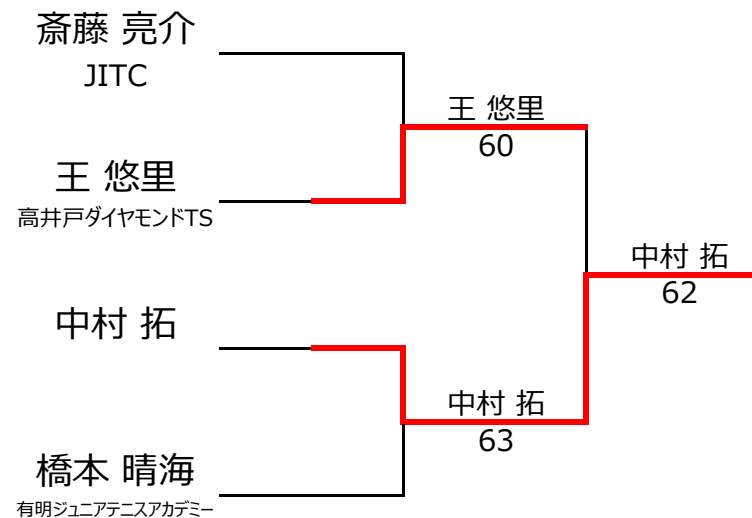 斎藤 亮介
JITC
王 悠里
60
王 悠里
高井戸ダイヤモンドTS
中村 拓
62
中村 拓
中村 拓
63
橋本 晴海
有明ジュニアテニスアカデミー